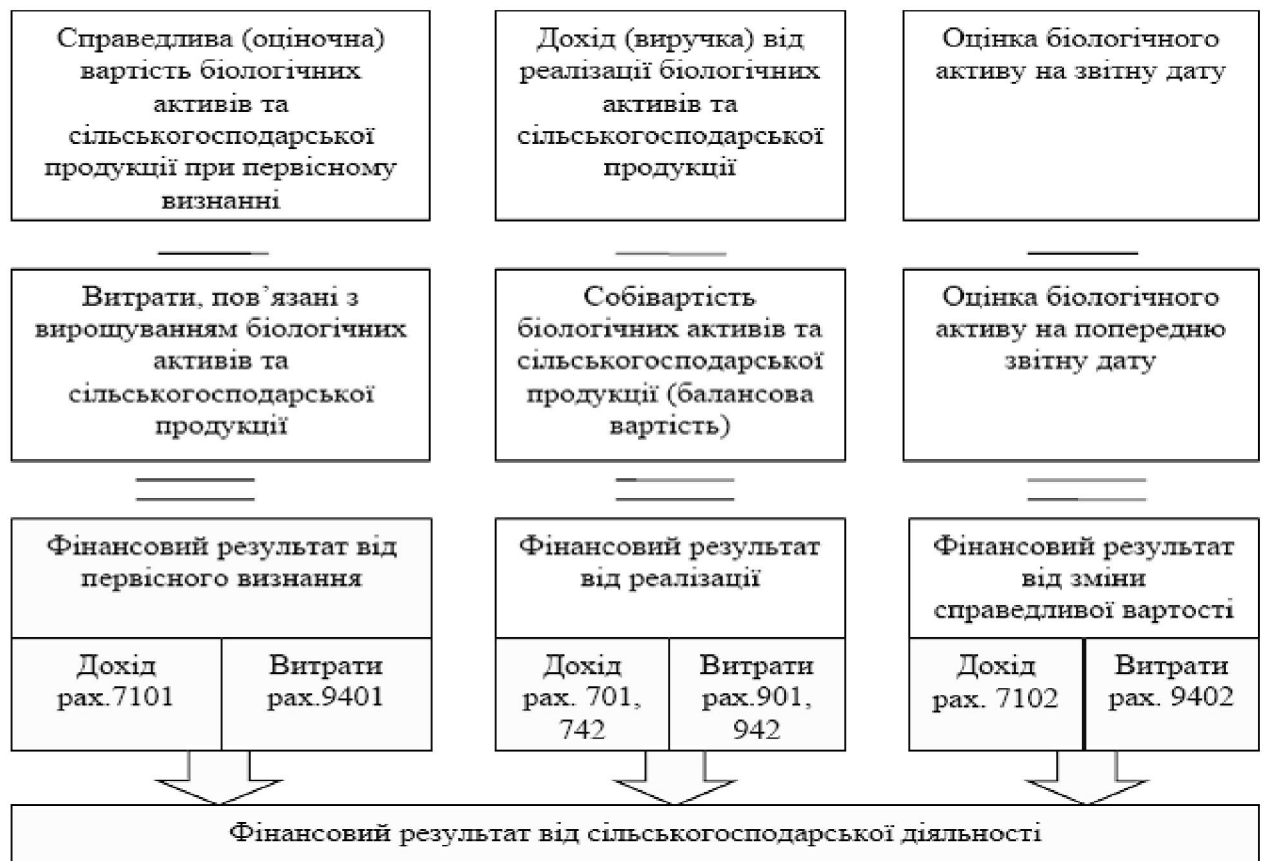 Справедлива (оціночна)
вартість біологічних
активів та
сільськогосподарської
продукції при первісному
визнанні
Дохід (виручка) від
реалізації біологічних
активів та
сільськогосподарської
продукції
Оцінка біологічного
активу на звітну дату
Витрати, пов’язані з
вирощуванням біологічних
активів та
сільськогосподарської
продукції
Собівартість
біологічних активів та
сільськогосподарської
продукції (балансова
вартість)
Оцінка біологічного
активу на попередню
звітну дату
Фінансовий результат від
первісного визнання
Фінансовий результат
від реалізації
Фінансовий результат
від зміни
справедливої вартості
Дохід
рах.7101
Витрати
рах.9401
Дохід
рах. 701,
742
Витрати
рах.901,
942
Дохід
рах. 7102
Витрати
рах. 9402
Фінансовий результат від сільськогосподарської діяльності